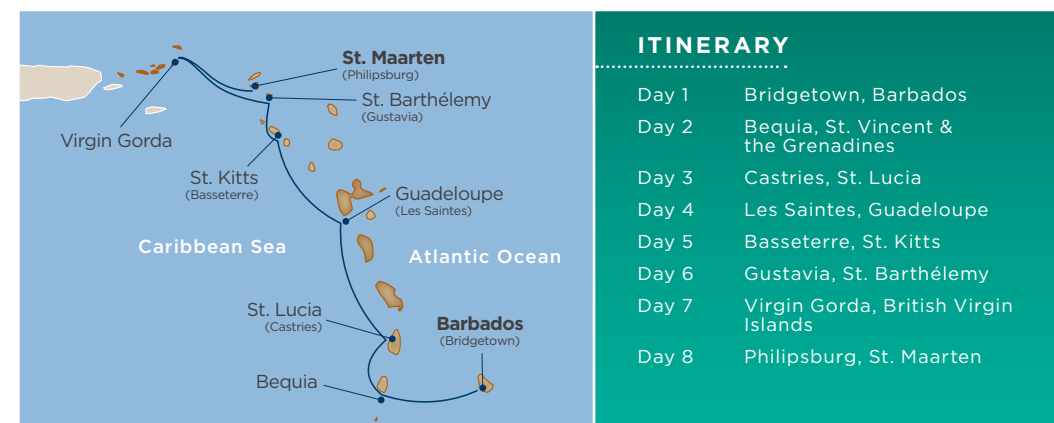 St. Maarten
(Philipsburg)
St. Barthélemy
(Gustavia)
Virgin Gorda
St. Kitts
(Basseterre)
Guadeloupe
(Les Saintes)
Caribbean Sea
Atlantic Ocean
St. Lucia
(Castries)
Barbados
(Bridgetown)
Bequia
ITINERARY
Day 1 Bridgetown, Barbados
Day 2 Bequia, St. Vincent &
the Grenadines
Day 3 Castries, St. Lucia
Day 4 Les Saintes, Guadeloupe
Day 5 Basseterre, St. Kitts
Day 6 Gustavia, St. Barthélemy
Day 7 Virgin Gorda, British Virgin
Islands
Day 8 Philipsburg, St. Maarten